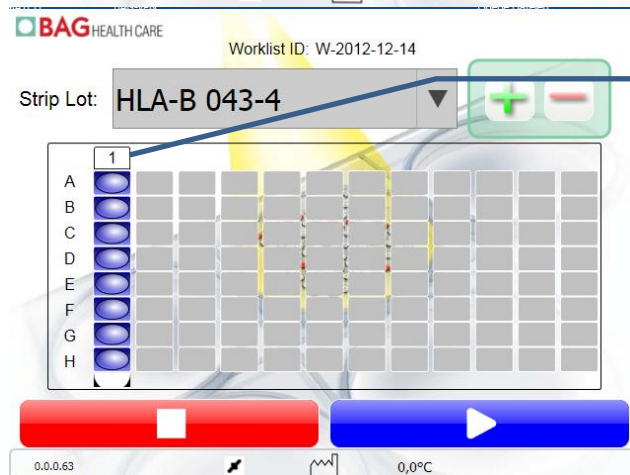 BAG HEALTH CARE
Worklist ID: W-2012-12-14
Strip Lot: HLA-B 043-4
1
A
B
C
D
E
F
G
H
0.0.0.63 0,0°C